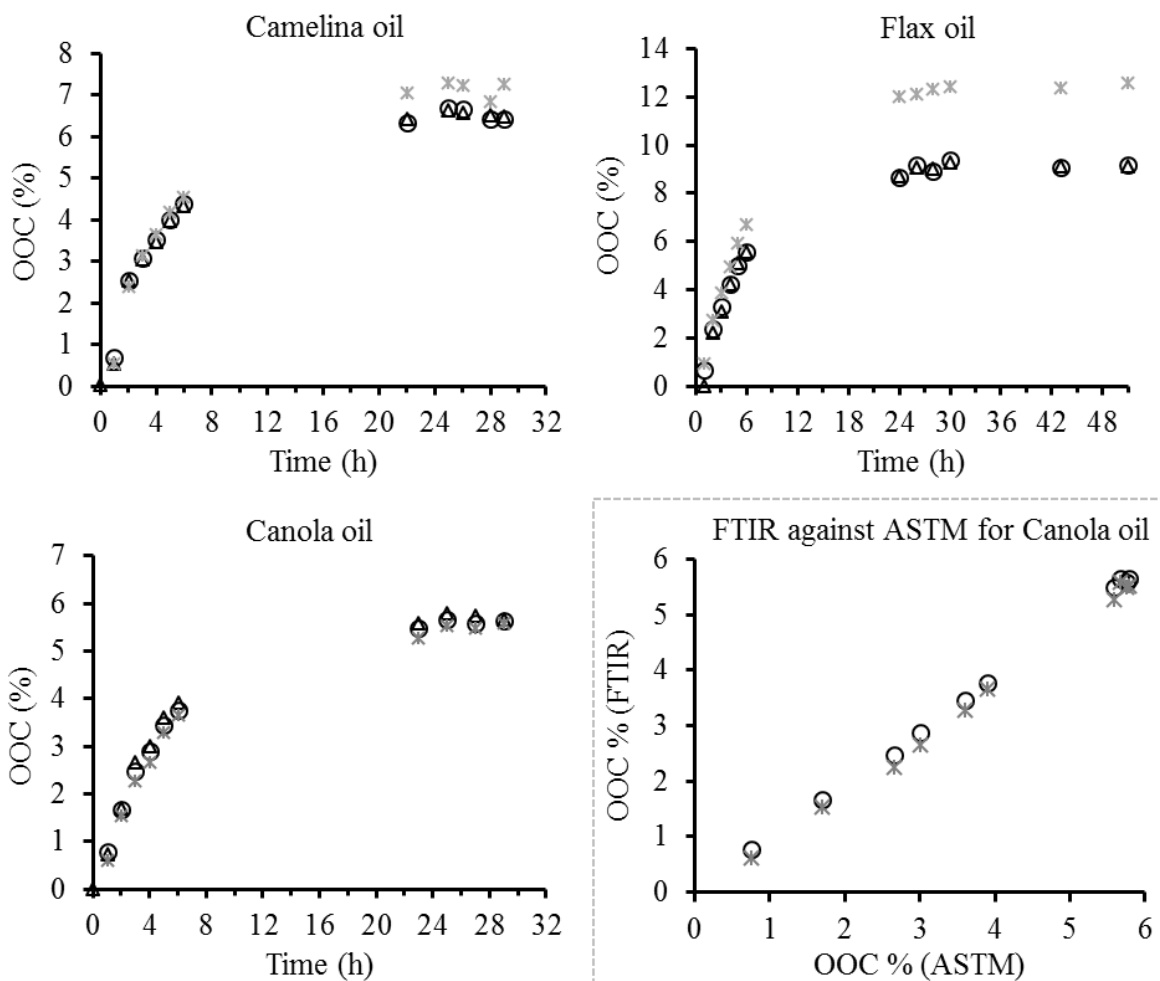 Camelina oil
8
7
6
5
4
3
2
1
0
OOC (%)
0 4 8 12 16 20 24 28 32
Time (h)
Flax oil
14
12
10
8
6
4
2
0
OOC (%)
0 6 12 18 24 30 36 42 48
Time (h)
Canola oil
7
6
5
4
3
2
1
0
OOC (%)
0 4 8 12 16 20 24 28 32
Time (h)
FTIR against ASTM for Canola oil
6
5
4
3
2
1
0
OOC % (FTIR)
0 1 2 3 4 5 6
OOC % (ASTM)